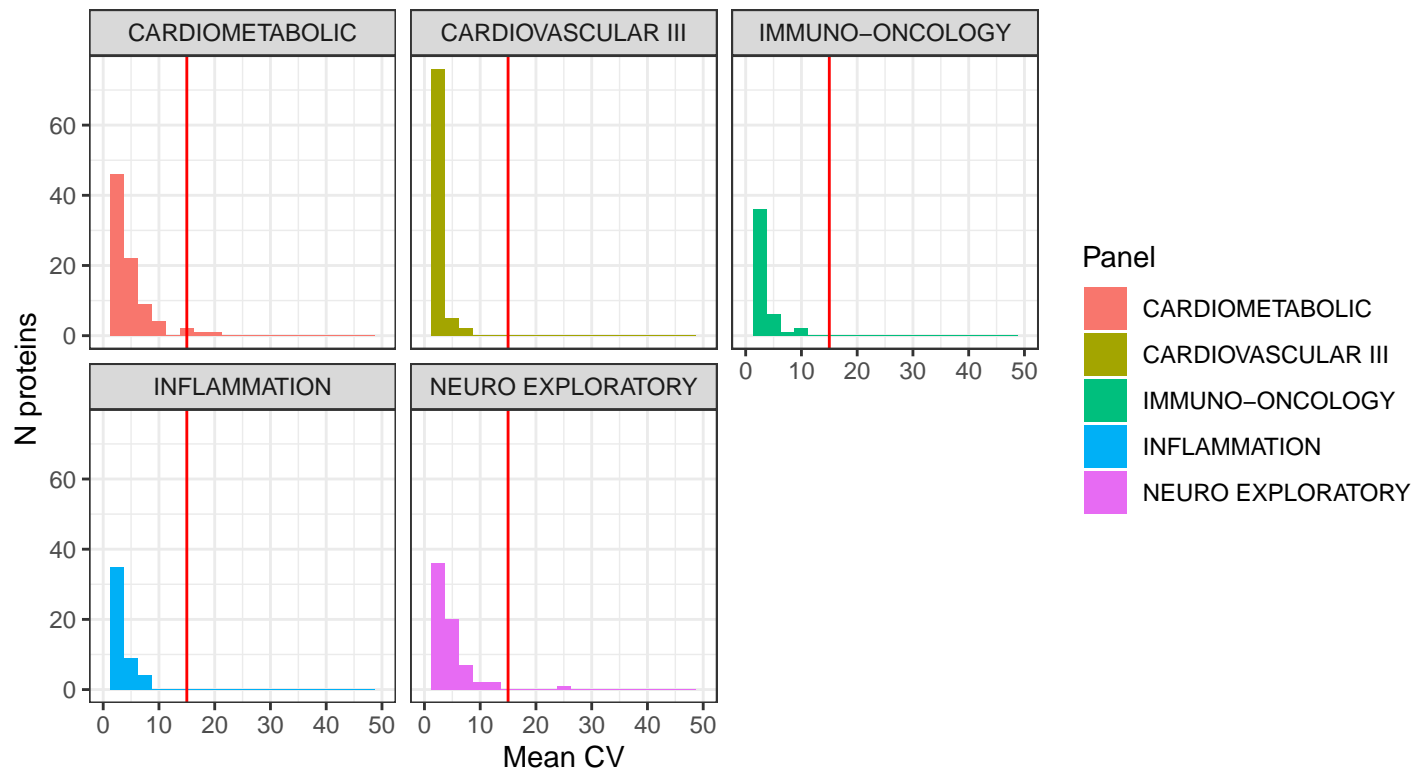 CARDIOMETABOLIC
CARDIOVASCULAR III
IMMUNO−ONCOLOGY
60
40
20
0
0 10 20 30 40 50
INFLAMMATION
NEURO EXPLORATORY
60
40
20
0
0 10 20 30 40 50
0 10 20 30 40 50
N proteins
Mean CV
Panel
CARDIOMETABOLIC
CARDIOVASCULAR III
IMMUNO−ONCOLOGY
INFLAMMATION
NEURO EXPLORATORY